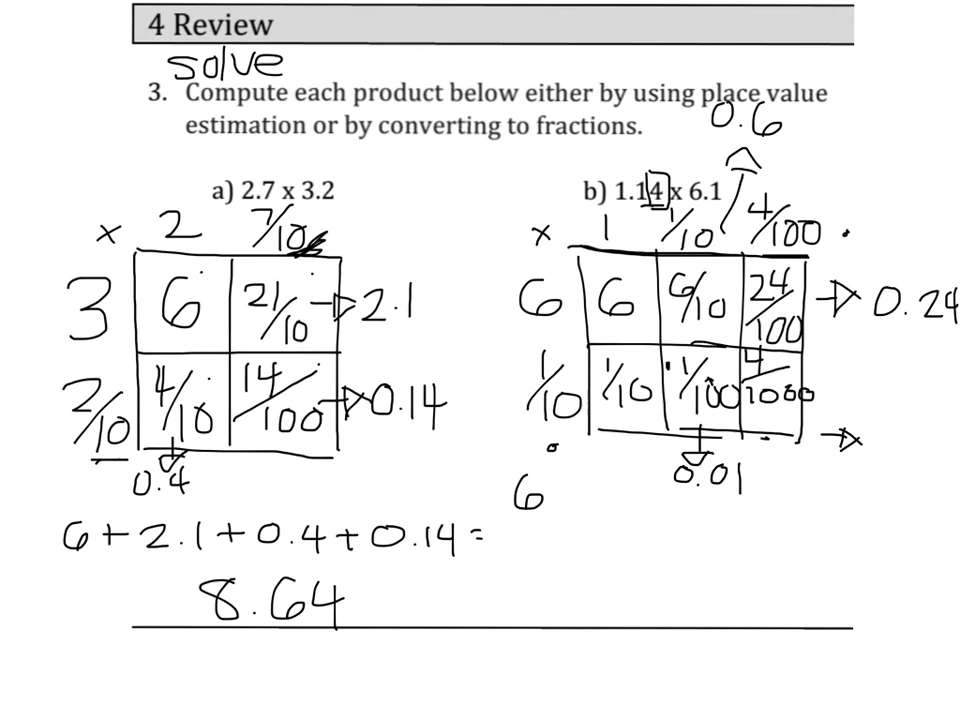 4 Review
solve
3. Compute each product below either by using place value
estimation or by converting to fractions.
0.6
a) 2.7 x 3.2
b) 1.14 x 6.1
x 2 7/10
3 6 21/10 → 2.1
2/10 4/10 14/100 → 0.14
0.4
6 + 2.1 + 0.4 + 0.14 =
8.64
x 1 1/10 4/100
6 6 6/10 24/100 → 0.24
1/10 1/10 1/100 4/1000 →
0.01
6